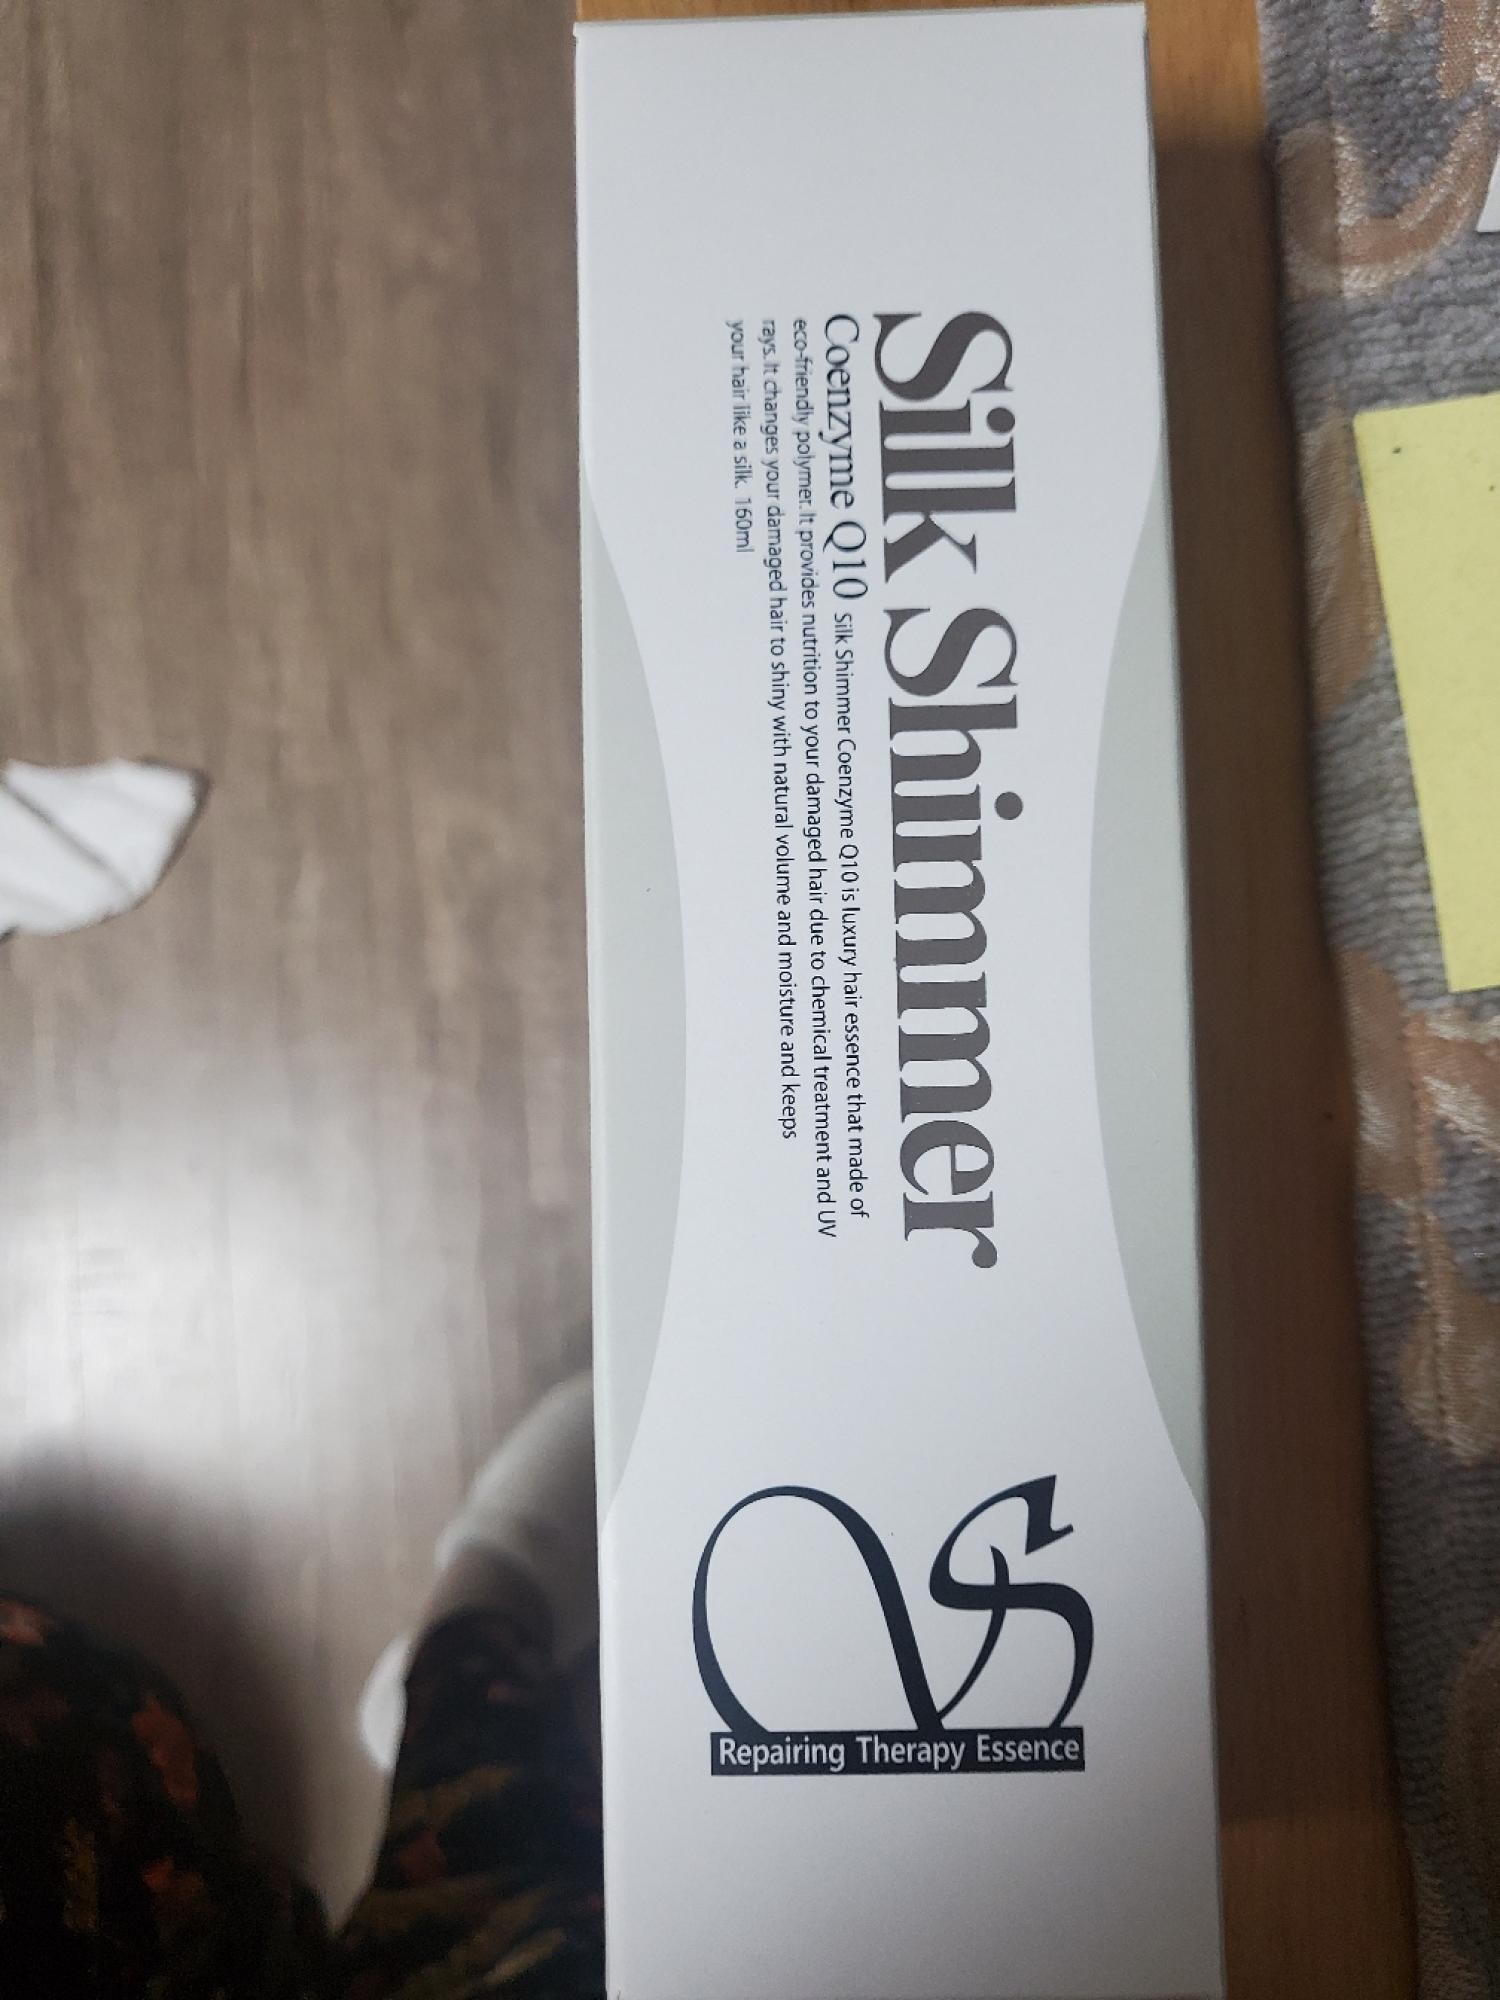 Silk Shimmer
Coenzyme Q10 Silk Shimmer Coenzyme Q10 is luxury hair essence that made of
eco-friendly polymer. It provides nutrition to your damaged hair due to chemical treatment and UV
rays. It changes your damaged hair to shiny with natural volume and moisture and keeps
your hair like a silk. 160ml
Repairing Therapy Essence